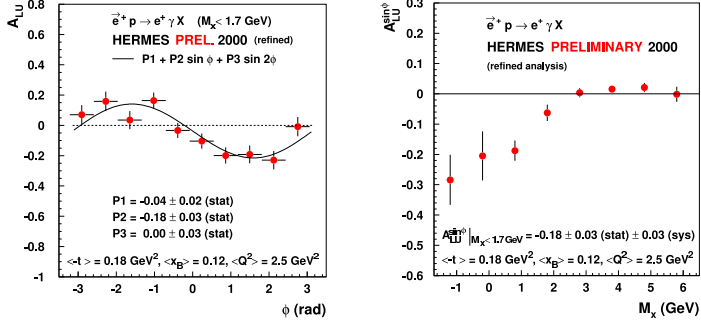 A_LU
e⃗⁺ p → e⁺ γ X (Mₓ< 1.7 GeV)
HERMES PREL. 2000 (refined)
P1 + P2 sin ϕ + P3 sin 2ϕ
0.8
0.6
0.4
0.2
0
-0.2
-0.4
-0.6
-0.8
-1
P1 = -0.04 ± 0.02 (stat)
P2 = -0.18 ± 0.03 (stat)
P3 = 0.00 ± 0.03 (stat)
<-t> = 0.18 GeV², <x_B> = 0.12, <Q²> = 2.5 GeV²
-3 -2 -1 0 1 2 3
ϕ (rad)
A_LU^sinϕ
e⃗⁺ p → e⁺ γ X
HERMES PRELIMINARY 2000
(refined analysis)
0.3
0.2
0.1
0
-0.1
-0.2
-0.3
-0.4
-0.5
-0.6
A_LU^sinϕ|Mₓ< 1.7 GeV = -0.18 ± 0.03 (stat) ± 0.03 (sys)
<-t> = 0.18 GeV², <x_B> = 0.12, <Q²> = 2.5 GeV²
-1 0 1 2 3 4 5 6
Mₓ (GeV)